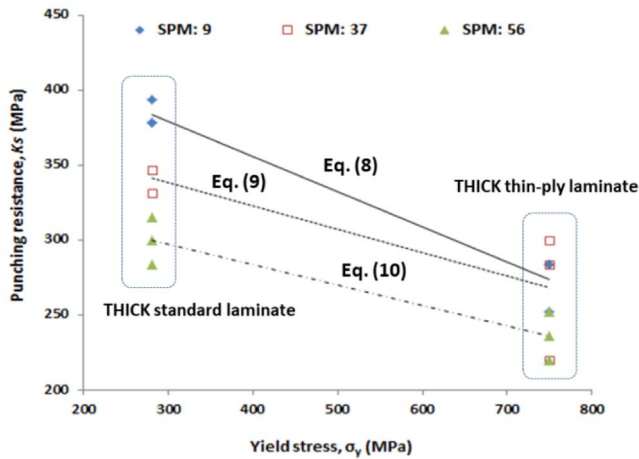 450
SPM: 9
SPM: 37
SPM: 56
400
350
300
250
200
Punching resistance, Ks (MPa)
Eq. (8)
Eq. (9)
Eq. (10)
THICK thin-ply laminate
THICK standard laminate
200 300 400 500 600 700 800
Yield stress, σy (MPa)